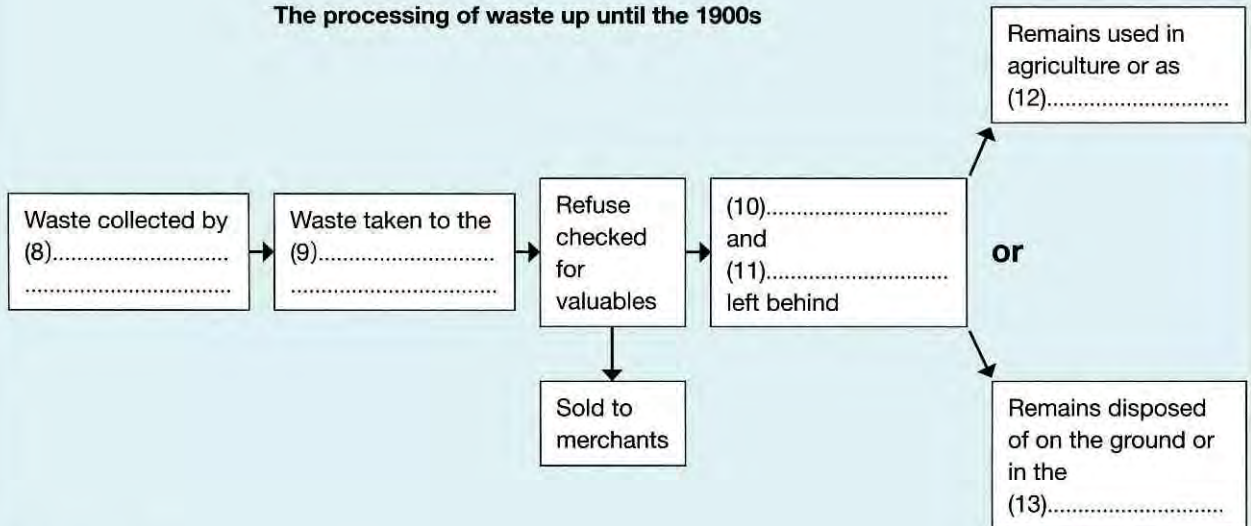 The processing of waste up until the 1900s
Waste collected by
(8)..............................
...................................
Waste taken to the
(9)..............................
...................................
Refuse
checked
for
valuables
Sold to
merchants
(10)..............................
and
(11)..............................
left behind
or
Remains used in
agriculture or as
(12)..............................
Remains disposed
of on the ground or
in the
(13)..............................